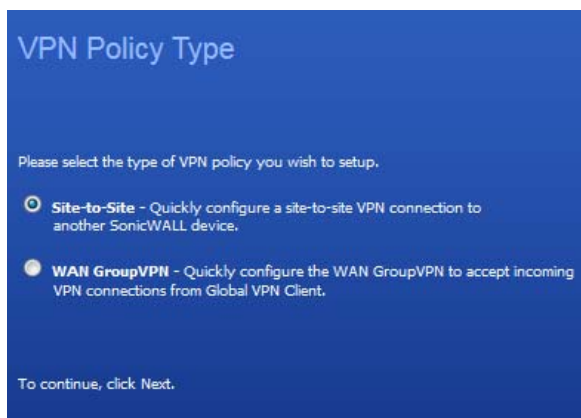 VPN Policy Type
Please select the type of VPN policy you wish to setup.
Site-to-Site - Quickly configure a site-to-site VPN connection to
another SonicWALL device.
WAN GroupVPN - Quickly configure the WAN GroupVPN to accept incoming
VPN connections from Global VPN Client.
To continue, click Next.